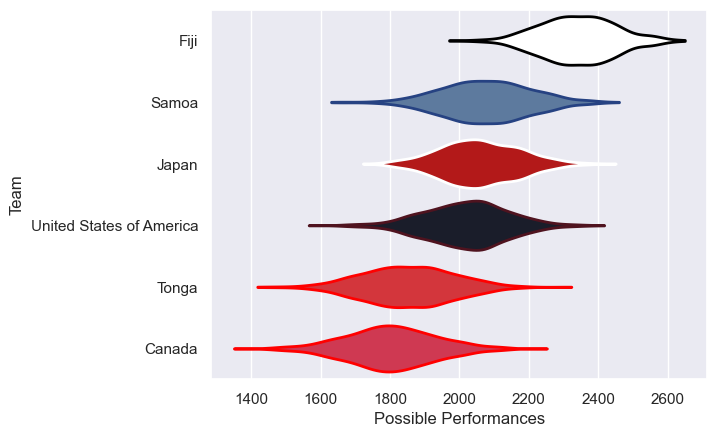 Fiji
Samoa
Japan
United States of America
Tonga
Canada
Team
1400 1600 1800 2000 2200 2400 2600
Possible Performances